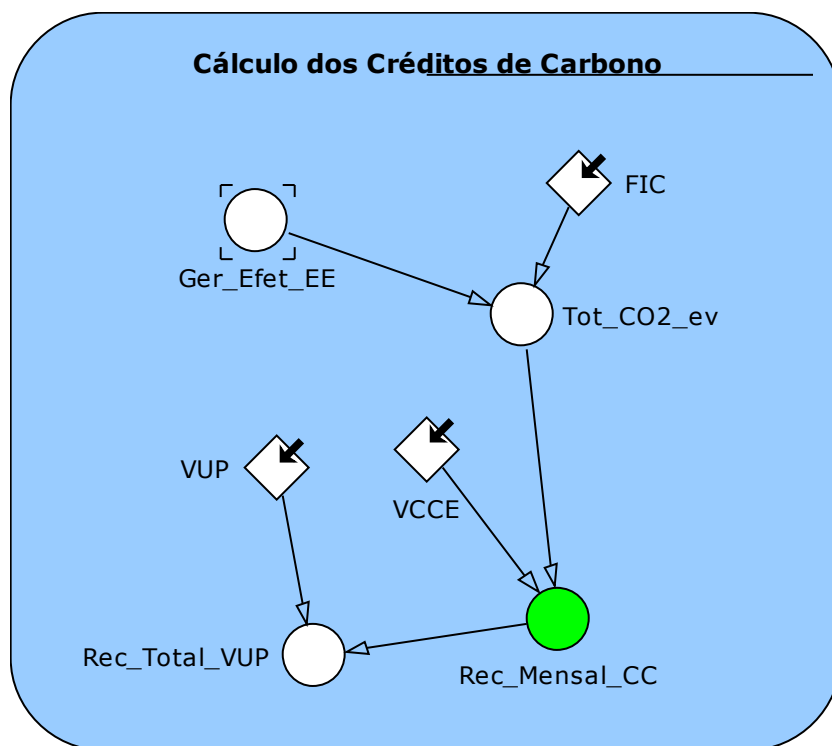 Cálculo dos Créditos de Carbono
FIC
Ger_Efet_EE
Tot_CO2_ev
VUP
VCCE
Rec_Total_VUP
Rec_Mensal_CC